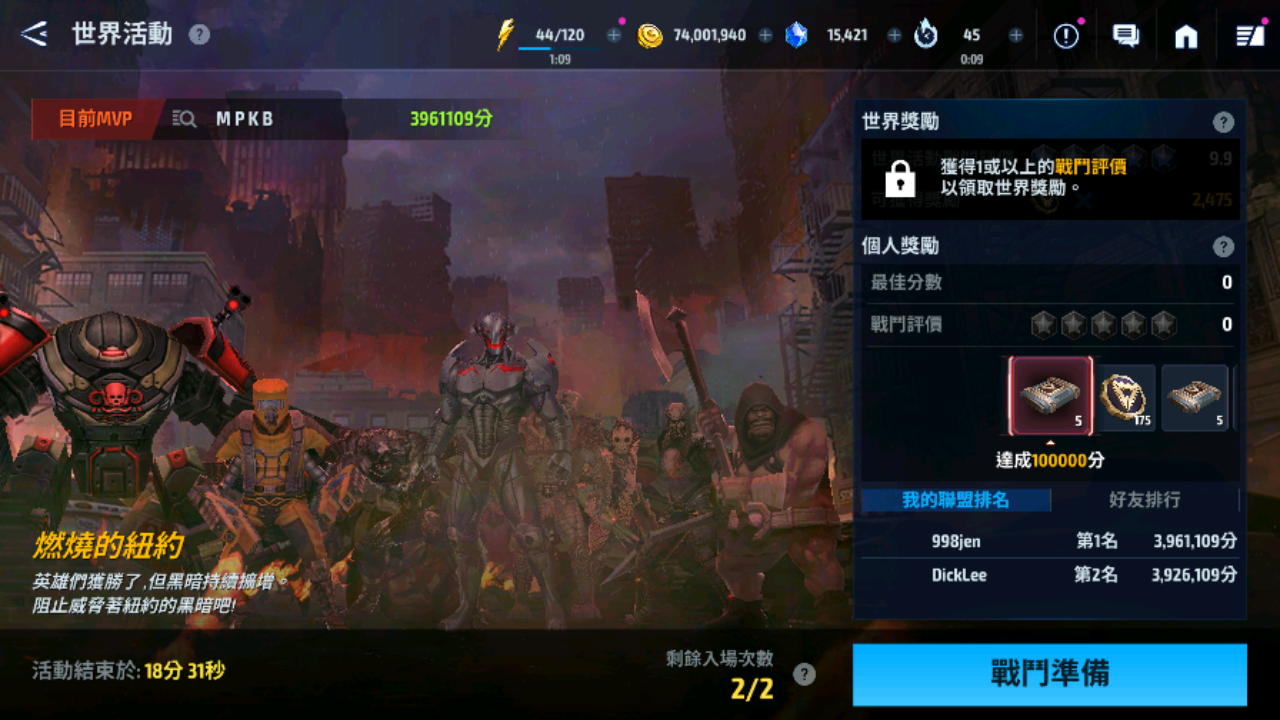 世界活動 ?
44/120
1:09
74,001,940
15,421
45
0:09
目前MVP
MPKB
3961109分
世界獎勵 ?
9.9
獲得1或以上的戰鬥評價
以領取世界獎勵。
2,475
個人獎勵 ?
最佳分數 0
戰鬥評價 0
5
175
5
達成100000分
我的聯盟排名
好友排行
998jen 第1名 3,961,109分
DickLee 第2名 3,926,109分
燃燒的紐約
英雄們獲勝了,但黑暗持續擴增。
阻止威脅著紐約的黑暗吧!
活動結束於: 18分 31秒
剩餘入場次數 ?
2/2
戰鬥準備